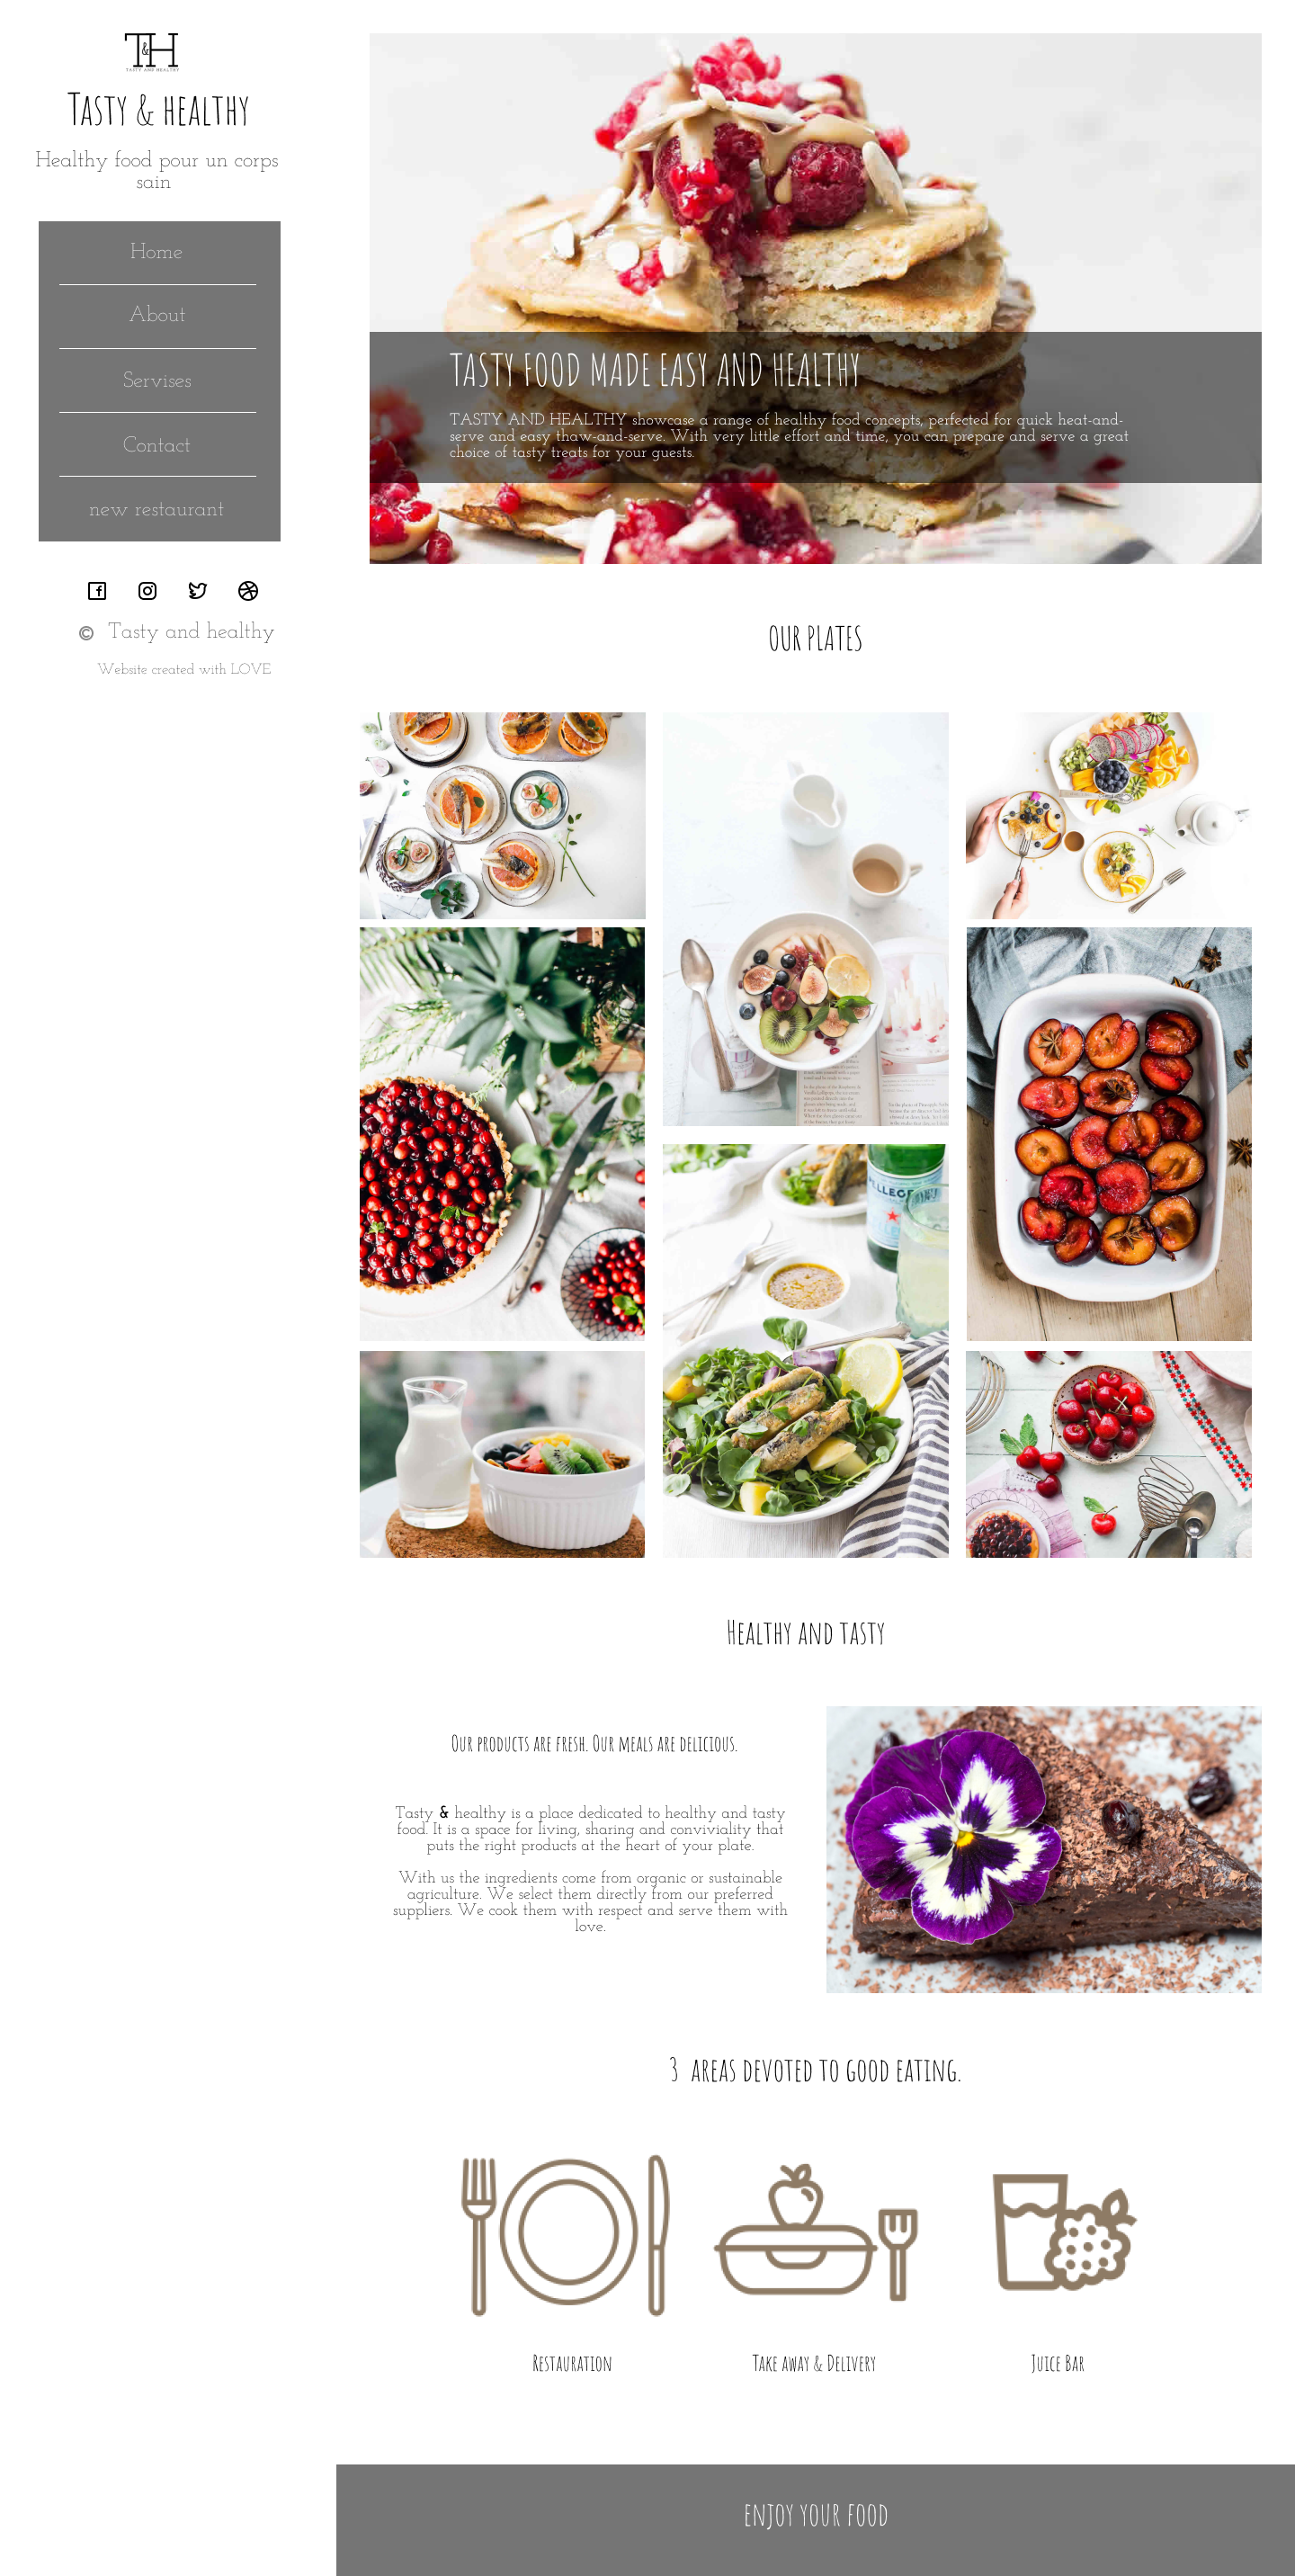 T&H
TASTY AND HEALTHY
Tasty & healthy
Healthy food pour un corps
sain
Home
About
Servises
Contact
new restaurant
© Tasty and healthy
Website created with LOVE
TASTY FOOD MADE EASY AND HEALTHY
TASTY AND HEALTHY showcase a range of healthy food concepts, perfected for quick heat-and-
serve and easy thaw-and-serve. With very little effort and time, you can prepare and serve a great
choice of tasty treats for your guests.
OUR PLATES
PELLEGR
Healthy and tasty
Our products are fresh. Our meals are delicious.
Tasty & healthy is a place dedicated to healthy and tasty
food. It is a space for living, sharing and conviviality that
puts the right products at the heart of your plate.
With us the ingredients come from organic or sustainable
agriculture. We select them directly from our preferred
suppliers. We cook them with respect and serve them with
love.
3 areas devoted to good eating.
Restauration
Take away & Delivery
Juice Bar
enjoy your food